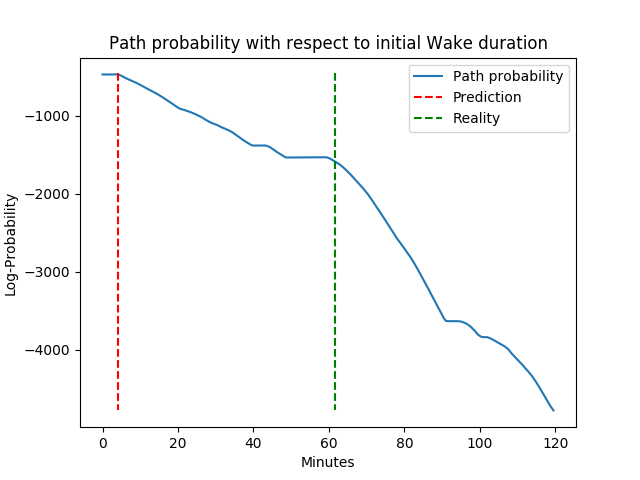 Path probability with respect to initial Wake duration
Path probability
Prediction
Reality
Log-Probability
−1000
−2000
−3000
−4000
0 20 40 60 80 100 120
Minutes